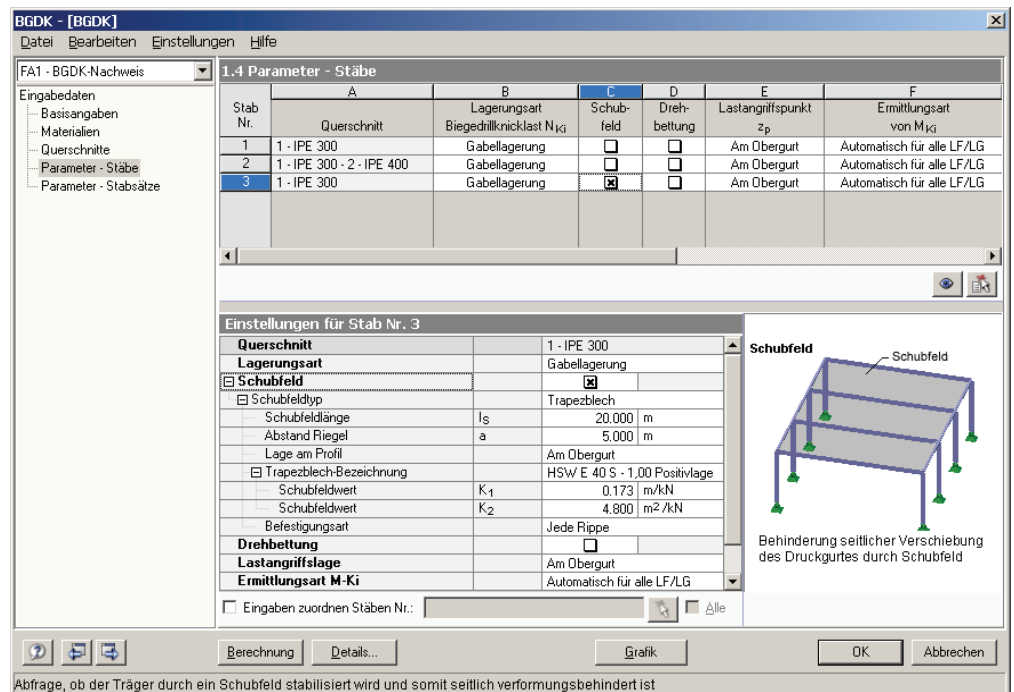 BGDK - [BGDK]
Datei Bearbeiten Einstellungen Hilfe
FA1 - BGDK-Nachweis
Eingabedaten
Basisangaben
Materialien
Querschnitte
Parameter - Stäbe
Parameter - Stabsätze
1.4 Parameter - Stäbe
A B C D E F
Stab Lagerungsart Schub- Dreh- Lastangriffspunkt Ermittlungsart
Nr. Querschnitt Biegedrillknicklast N Ki feld bettung zp von M Ki
1 1 - IPE 300 Gabellagerung Am Obergurt Automatisch für alle LF/LG
2 1 - IPE 300 - 2 - IPE 400 Gabellagerung Am Obergurt Automatisch für alle LF/LG
3 1 - IPE 300 Gabellagerung Am Obergurt Automatisch für alle LF/LG
Einstellungen für Stab Nr. 3
Querschnitt 1 - IPE 300
Lagerungsart Gabellagerung
Schubfeld
Schubfeldtyp Trapezblech
Schubfeldlänge lS 20.000 m
Abstand Riegel a 5.000 m
Lage am Profil Am Obergurt
Trapezblech-Bezeichnung HSW E 40 S - 1,00 Positivlage
Schubfeldwert K1 0.173 m/kN
Schubfeldwert K2 4.800 m2/kN
Befestigungsart Jede Rippe
Drehbettung
Lastangriffslage Am Obergurt
Ermittlungsart M-Ki Automatisch für alle LF/LG
Eingaben zuordnen Stäben Nr.: Alle
Schubfeld
Schubfeld
Behinderung seitlicher Verschiebung
des Druckgurtes durch Schubfeld
Berechnung Details... Grafik OK Abbrechen
Abfrage, ob der Träger durch ein Schubfeld stabilisiert wird und somit seitlich verformungsbehindert ist